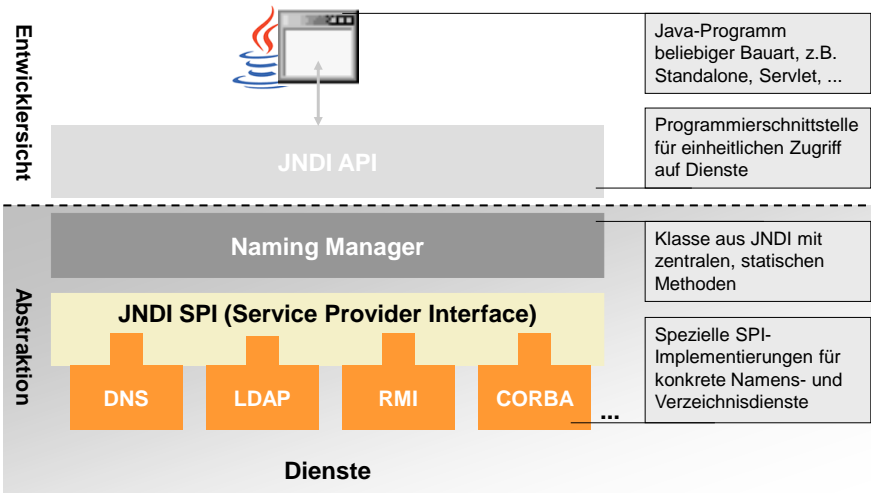 Entwicklersicht
Java-Programm
beliebiger Bauart, z.B.
Standalone, Servlet, ...
JNDI API
Programmierschnittstelle
für einheitlichen Zugriff
auf Dienste
Abstraktion
Naming Manager
Klasse aus JNDI mit
zentralen, statischen
Methoden
JNDI SPI (Service Provider Interface)
DNS
LDAP
RMI
CORBA
...
Spezielle SPI-
Implementierungen für
konkrete Namens- und
Verzeichnisdienste
Dienste